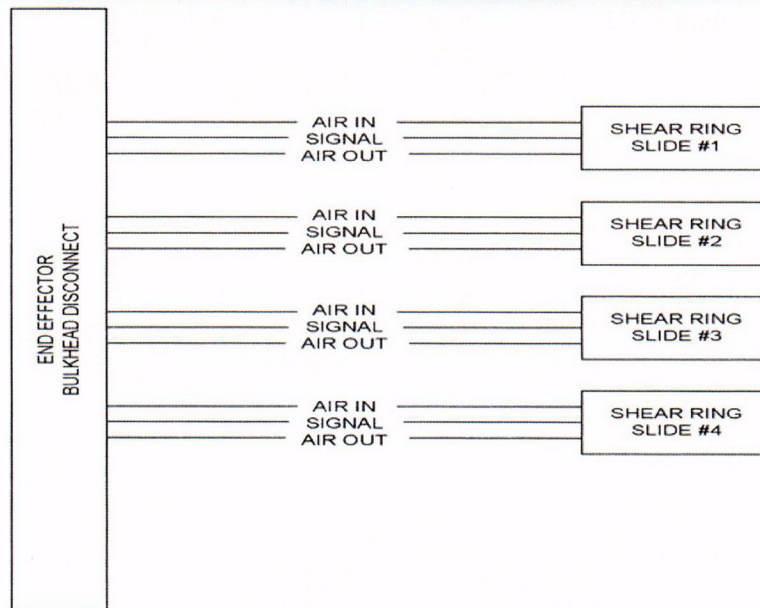 END EFFECTOR
BULKHEAD DISCONNECT
AIR IN
SIGNAL
AIR OUT
SHEAR RING
SLIDE #1
AIR IN
SIGNAL
AIR OUT
SHEAR RING
SLIDE #2
AIR IN
SIGNAL
AIR OUT
SHEAR RING
SLIDE #3
AIR IN
SIGNAL
AIR OUT
SHEAR RING
SLIDE #4